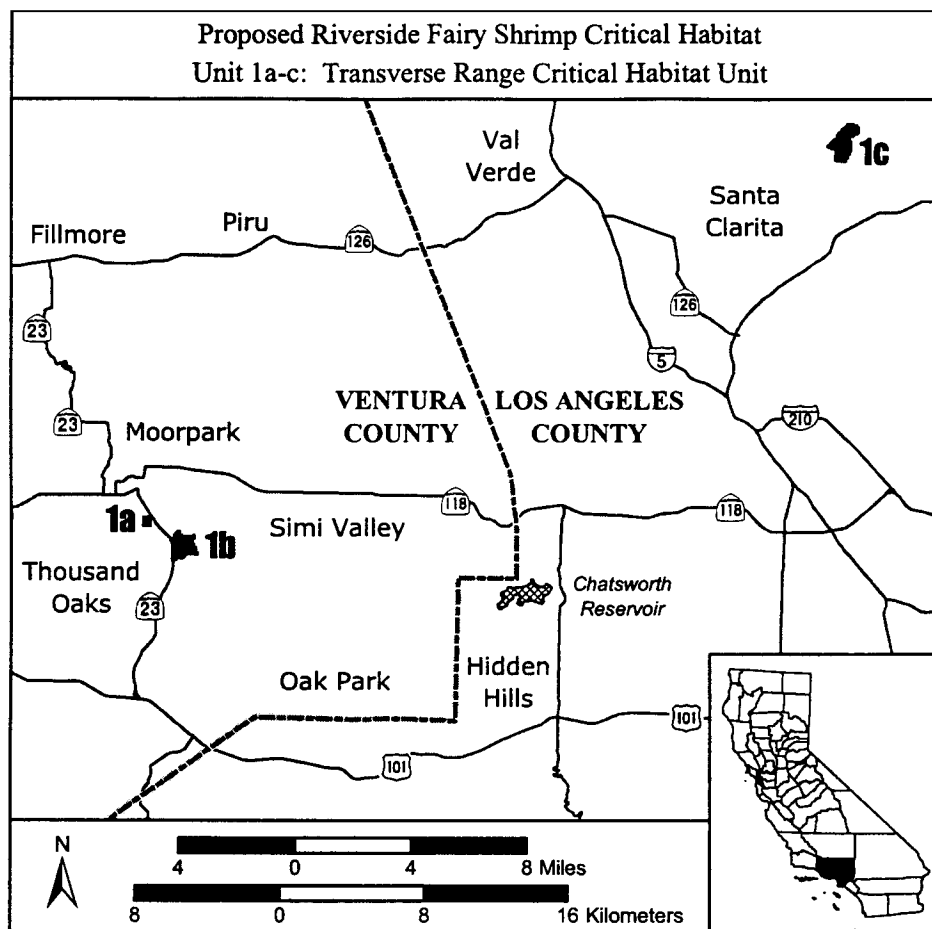 Proposed Riverside Fairy Shrimp Critical Habitat
Unit 1a-c: Transverse Range Critical Habitat Unit
Val
Verde
1c
Santa
Clarita
Piru
Fillmore
126
23
126
5
VENTURA
COUNTY
LOS ANGELES
COUNTY
23
Moorpark
210
118
118
1a
Simi Valley
1b
Thousand
Oaks
23
Chatsworth
Reservoir
Oak Park
Hidden
Hills
101
101
N
4 0 4 8 Miles
8 0 8 16 Kilometers